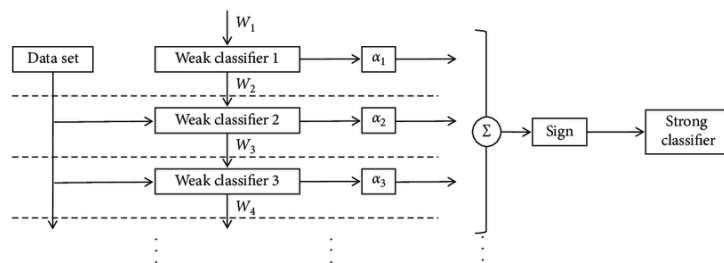 W1
Data set
Weak classifier 1
α1
W2
Weak classifier 2
α2
W3
Weak classifier 3
α3
W4
Σ
Sign
Strong
classifier